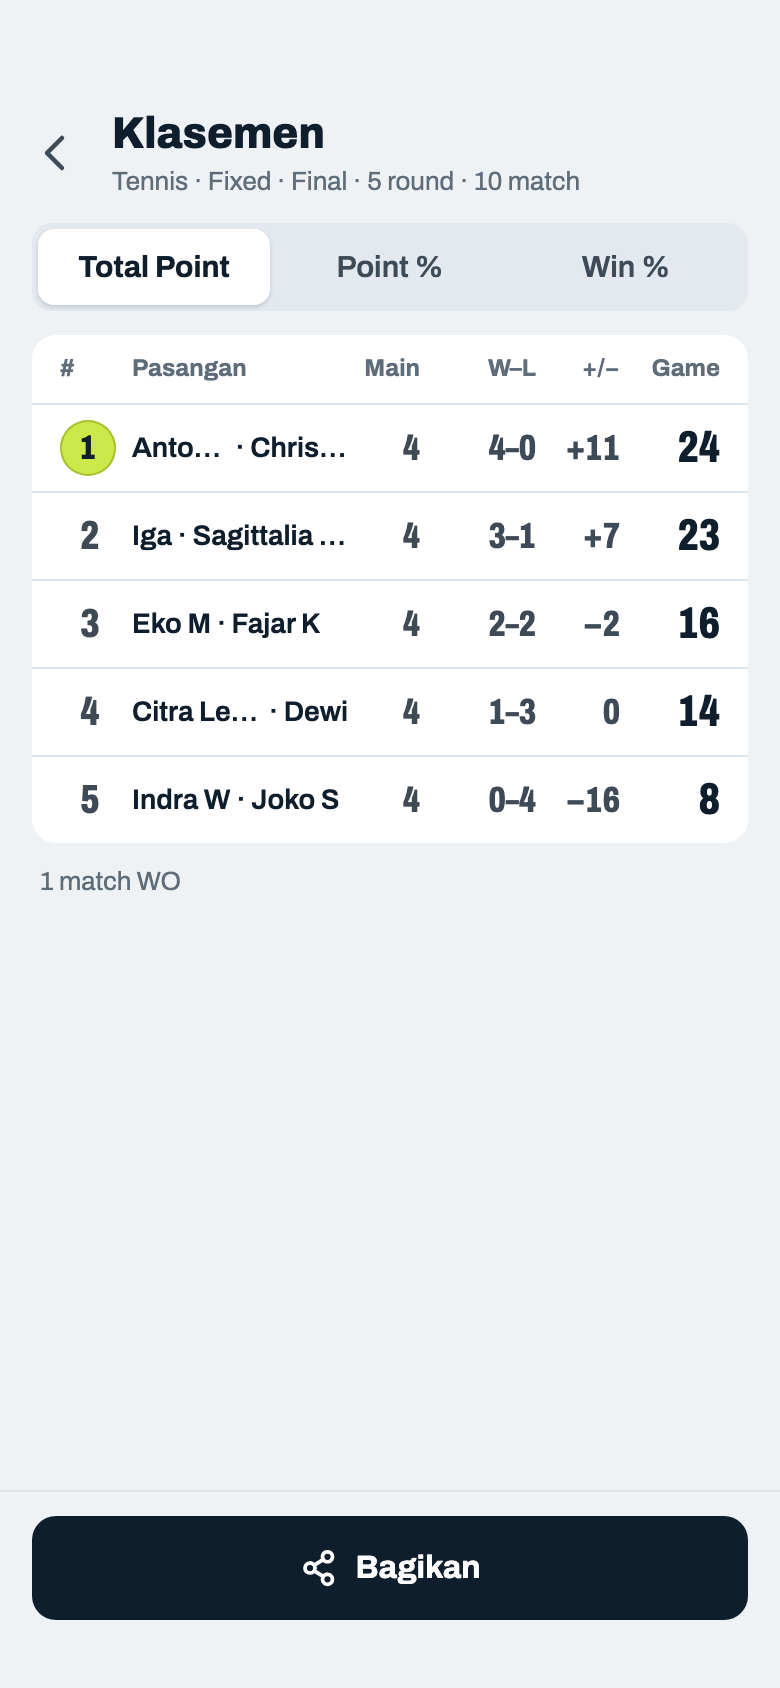 Klasemen
Tennis · Fixed · Final · 5 round · 10 match
Total Point Point % Win %
# Pasangan Main W–L +/– Game
1 Anto… · Chris… 4 4–0 +11 24
2 Iga · Sagittalia … 4 3–1 +7 23
3 Eko M · Fajar K 4 2–2 −2 16
4 Citra Le… · Dewi 4 1–3 0 14
5 Indra W · Joko S 4 0–4 −16 8
1 match WO
Bagikan